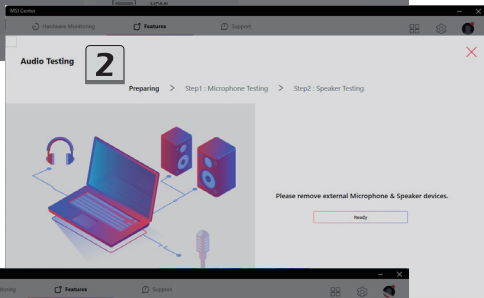 MSI Center
Hardware Monitoring
Features
Support
Audio Testing
2
Preparing > Step1 : Microphone Testing > Step2 : Speaker Testing
Please remove external Microphone & Speaker devices.
Ready
Features
Support